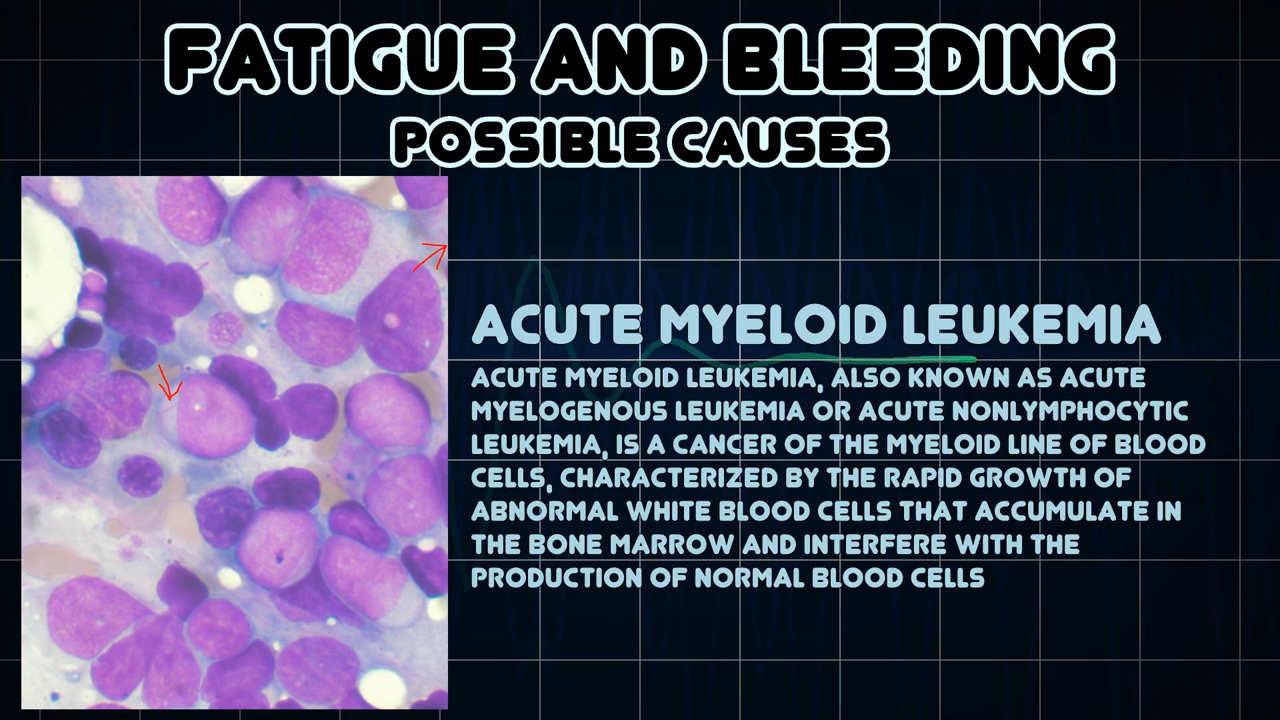 FATIGUE AND BLEEDING
POSSIBLE CAUSES
ACUTE MYELOID LEUKEMIA
ACUTE MYELOID LEUKEMIA, ALSO KNOWN AS ACUTE
MYELOGENOUS LEUKEMIA OR ACUTE NONLYMPHOCYTIC
LEUKEMIA, IS A CANCER OF THE MYELOID LINE OF BLOOD
CELLS, CHARACTERIZED BY THE RAPID GROWTH OF
ABNORMAL WHITE BLOOD CELLS THAT ACCUMULATE IN
THE BONE MARROW AND INTERFERE WITH THE
PRODUCTION OF NORMAL BLOOD CELLS